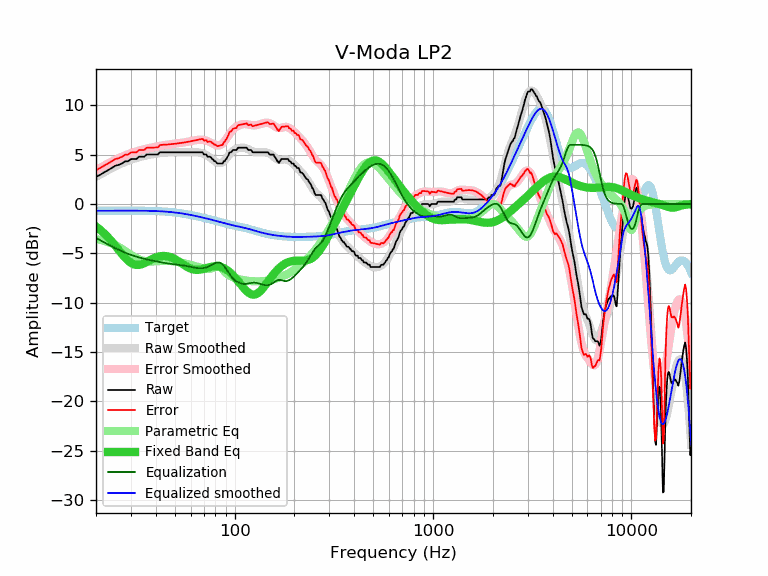 V-Moda LP2
Amplitude (dBr)
10
5
0
−5
−10
−15
−20
−25
−30
Target
Raw Smoothed
Error Smoothed
Raw
Error
Parametric Eq
Fixed Band Eq
Equalization
Equalized smoothed
100
1000
10000
Frequency (Hz)